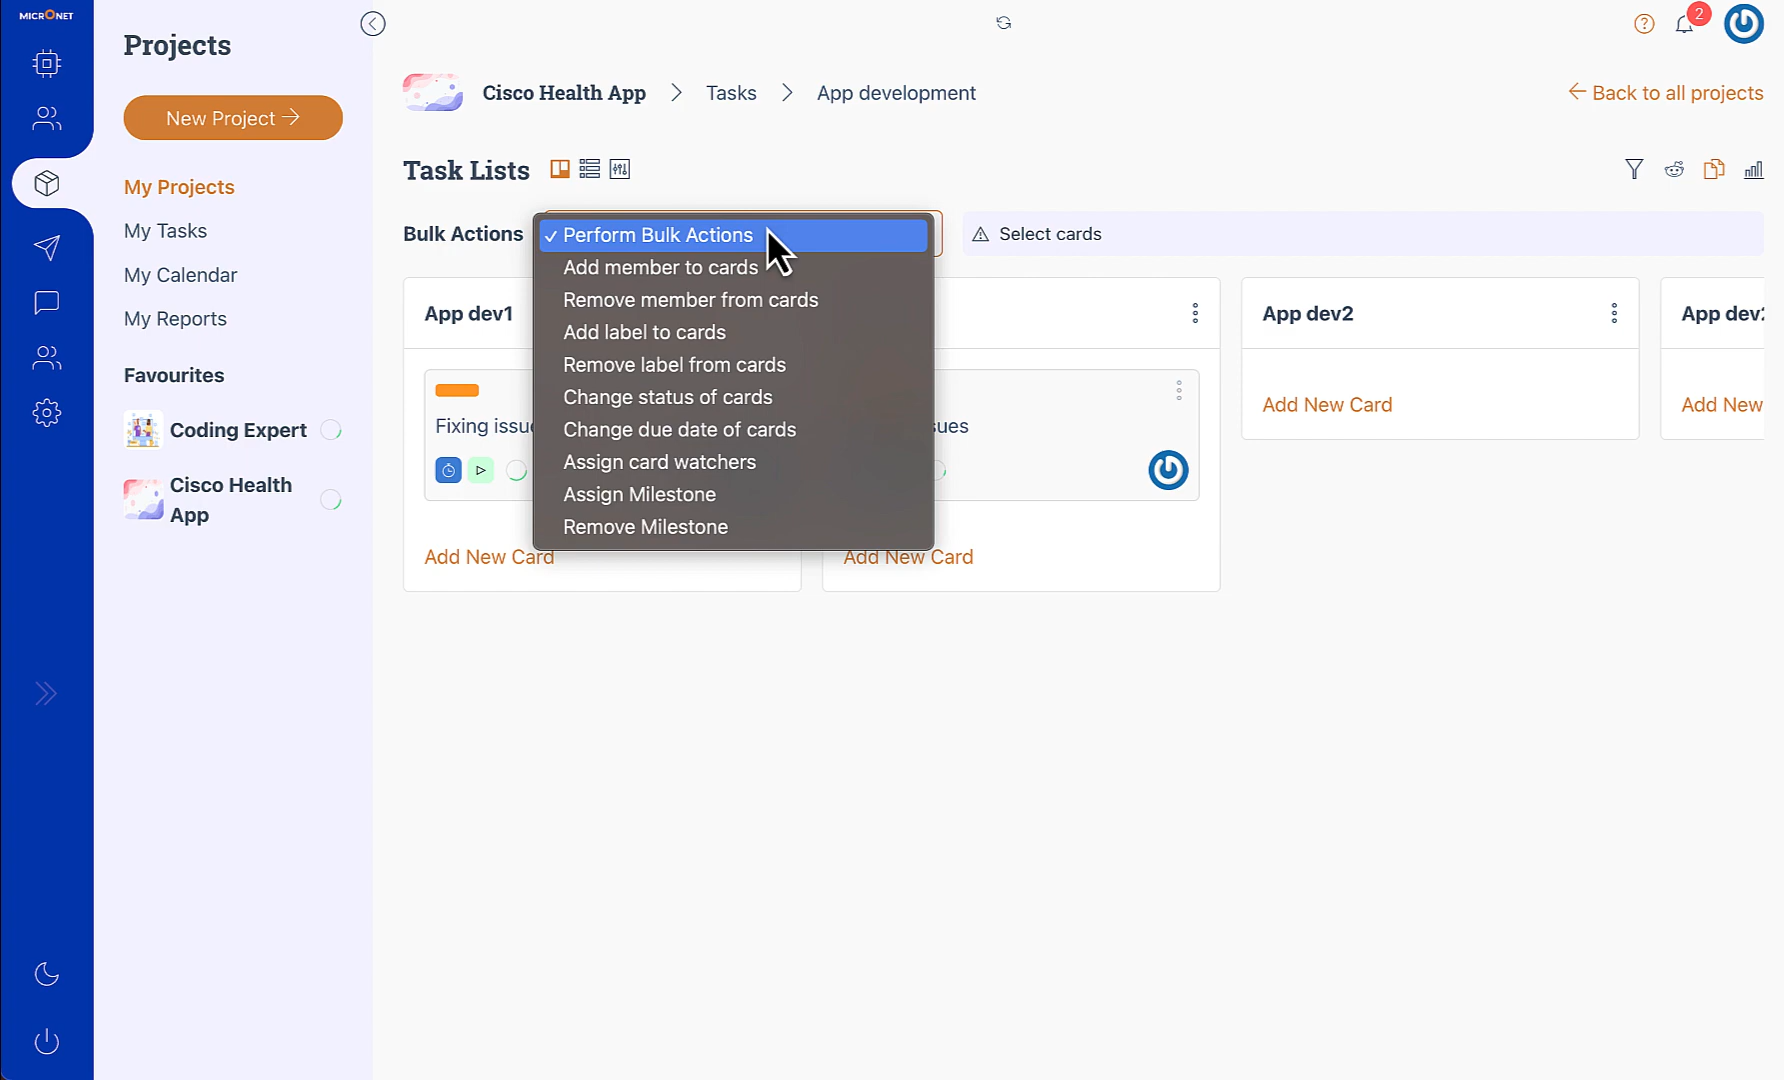 MICRONET
Projects
New Project
My Projects
My Tasks
My Calendar
My Reports
Favourites
Coding Expert
Cisco Health
App
2
Cisco Health App
Tasks
App development
Back to all projects
Task Lists
Bulk Actions
✓ Perform Bulk Actions
Add member to cards
Remove member from cards
Add label to cards
Remove label from cards
Change status of cards
Change due date of cards
Assign card watchers
Assign Milestone
Remove Milestone
Select cards
App dev1
Fixing
Add New Card
Add New Card
App dev2
Add New Card
App
Add New